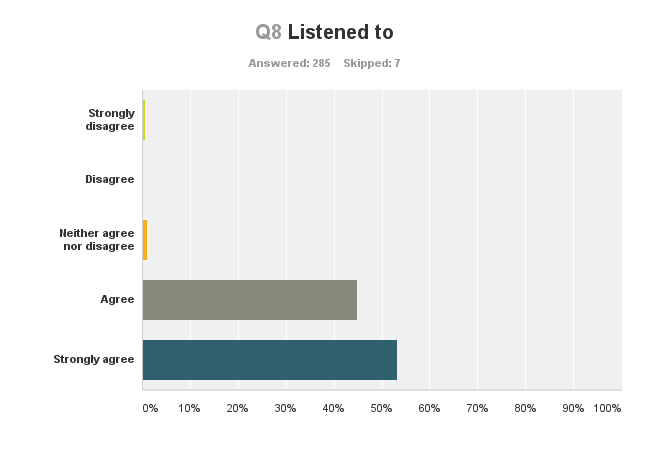 Q8 Listened to
Answered: 285 Skipped: 7
Strongly
disagree
Disagree
Neither agree
nor disagree
Agree
Strongly agree
0% 10% 20% 30% 40% 50% 60% 70% 80% 90% 100%